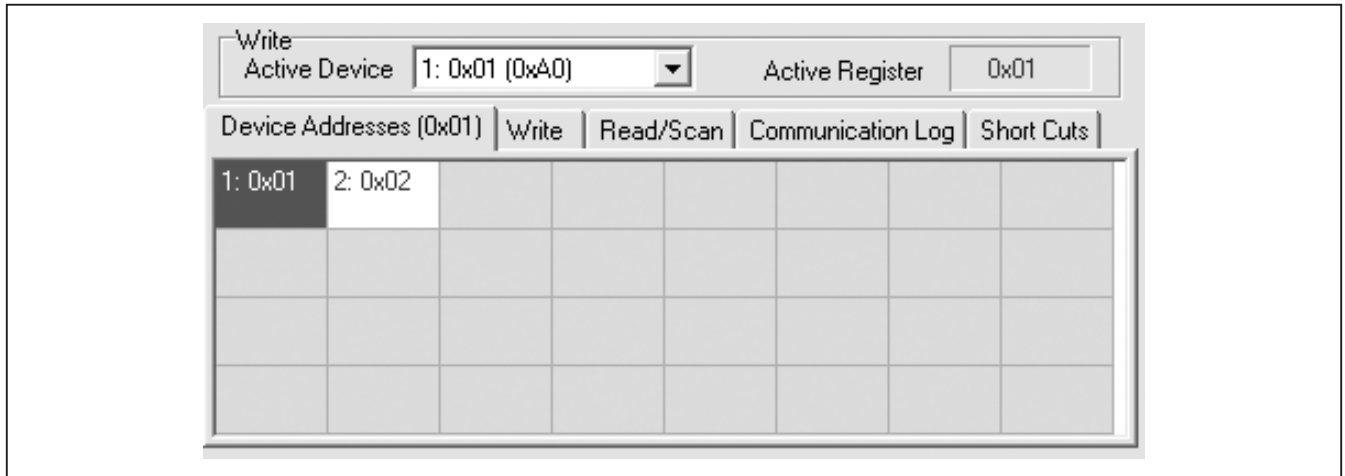 Write
Active Device 1: 0x01 (0xA0) Active Register 0x01
Device Addresses (0x01) Write Read/Scan Communication Log Short Cuts
1: 0x01 2: 0x02